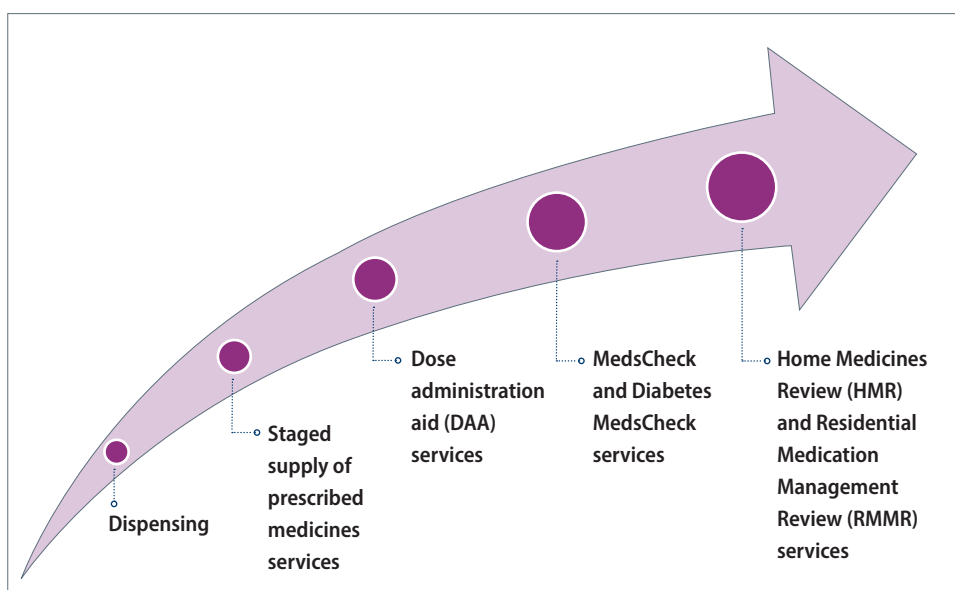 Dispensing
Staged
supply of
prescribed
medicines
services
Dose
administration
aid (DAA)
services
MedsCheck
and Diabetes
MedsCheck
services
Home Medicines
Review (HMR)
and Residential
Medication
Management
Review (RMMR)
services